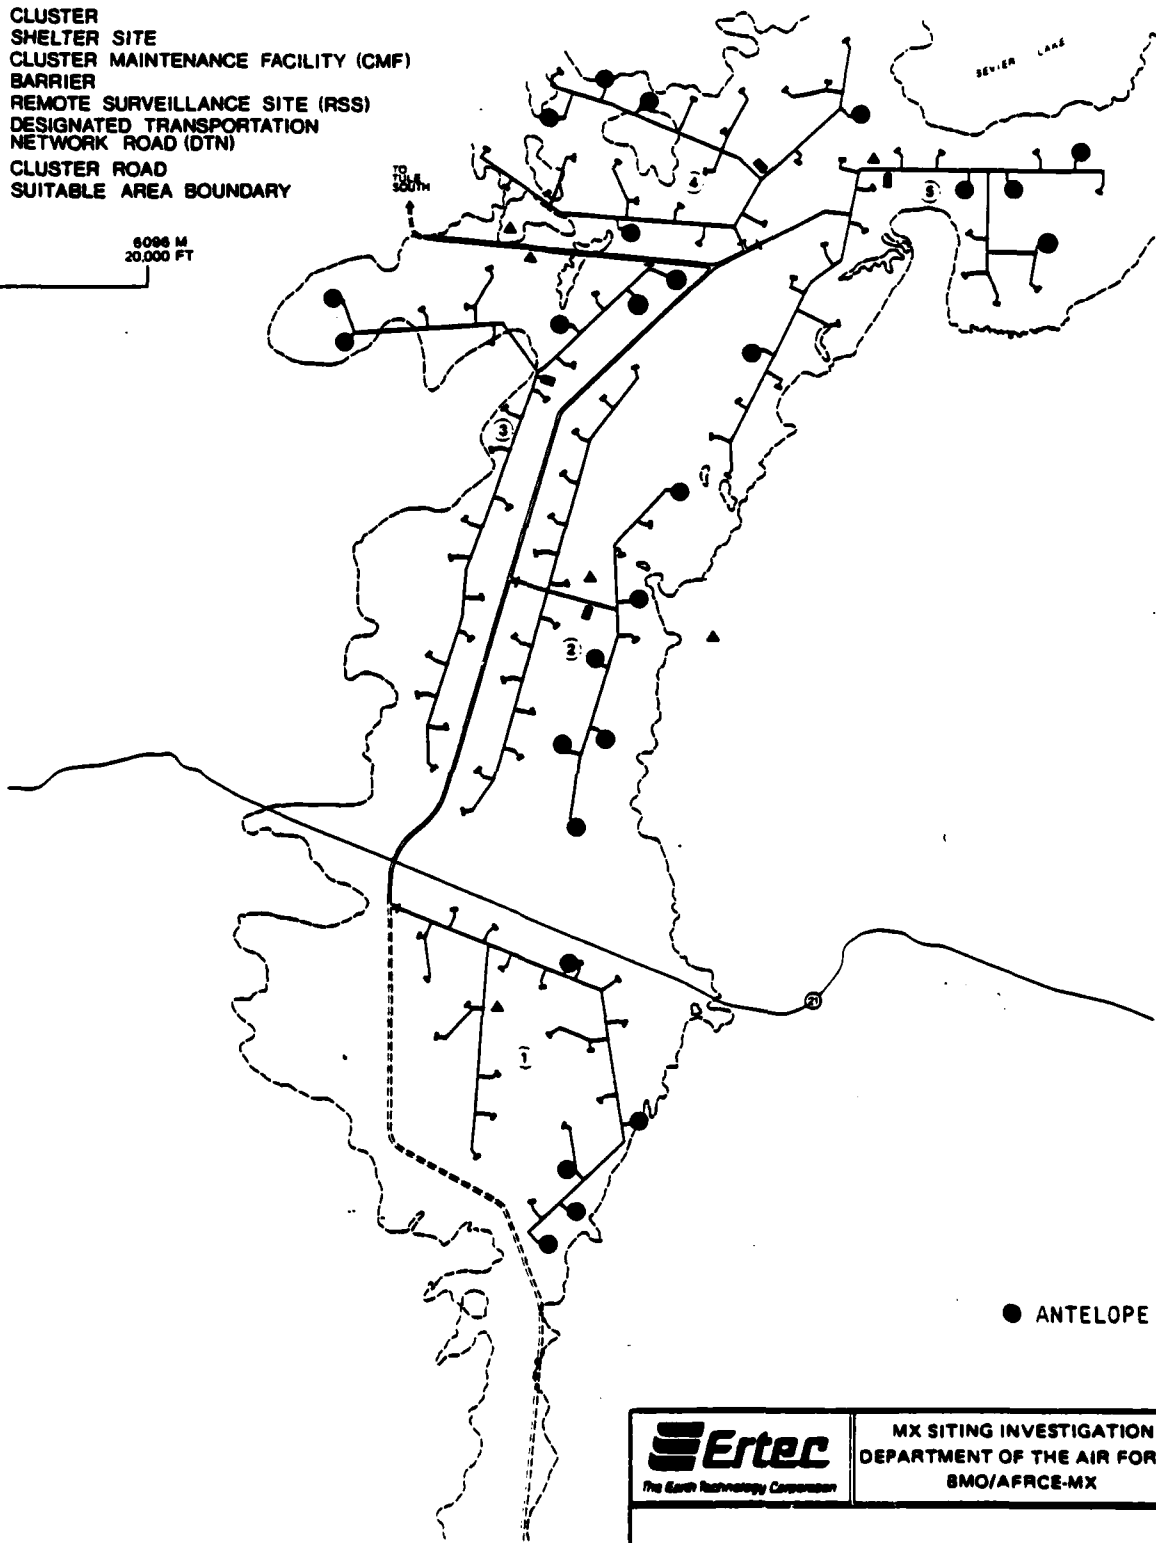 CLUSTER
SHELTER SITE
CLUSTER MAINTENANCE FACILITY (CMF)
BARRIER
REMOTE SURVEILLANCE SITE (RSS)
DESIGNATED TRANSPORTATION
NETWORK ROAD (DTN)
CLUSTER ROAD
SUITABLE AREA BOUNDARY
6096 M
20,000 FT
TO
TULE
SOUTH
SEVIER LAKE
4
5
3
2
21
1
ANTELOPE
Ertec
The Earth Technology Corporation
MX SITING INVESTIGATION
DEPARTMENT OF THE AIR FOR
BMO/AFRCE-MX